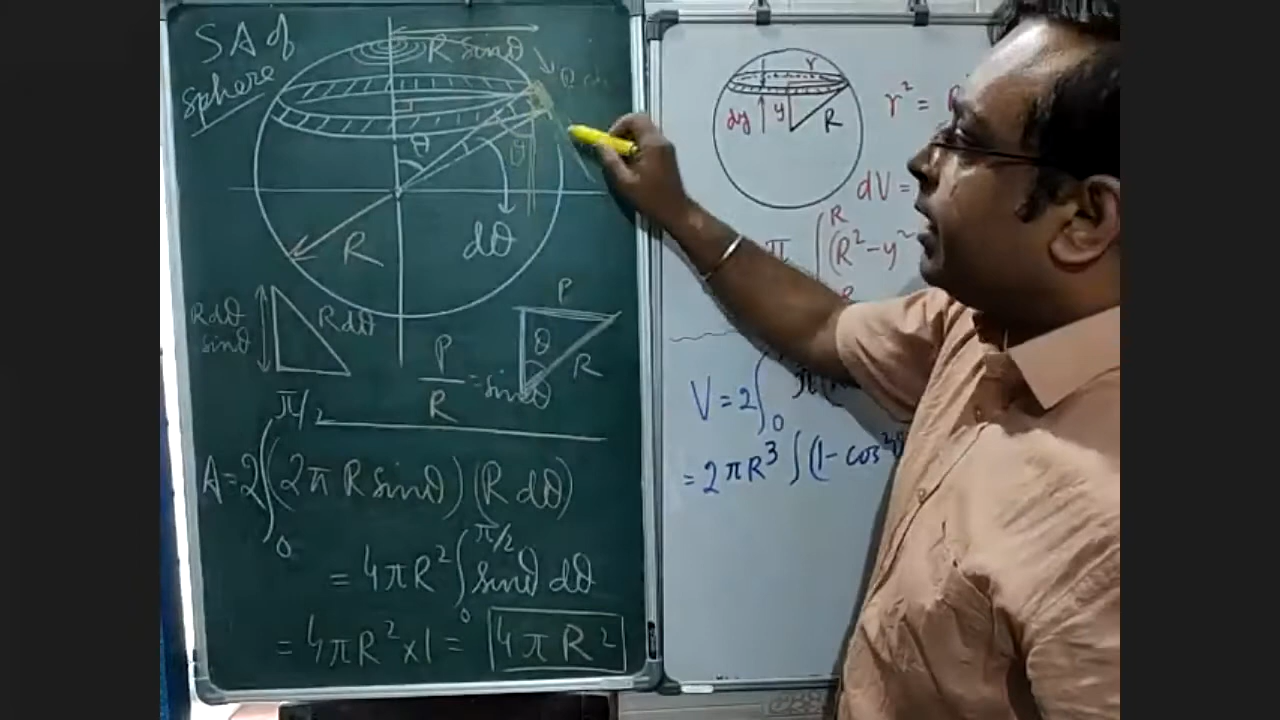 SA of
sphere
R sinθ
θ
θ
R
dθ
Rdθ
sinθ
Rdθ
P
θ
R
P/R = sinθ
A = 2∫₀^π/2 (2πR sinθ)(R dθ)
= 4πR² ∫₀^π/2 sinθ dθ
= 4πR² x 1 = 4πR²
r
dy
y
R
r² =
dV =
π ∫ R (R² - y²
V = 2∫₀
= 2πR³ ∫(1 - cos²θ